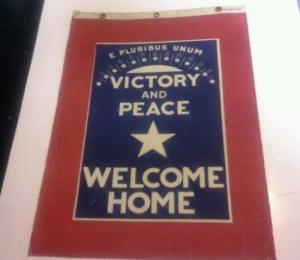 E PLURIBUS UNUM
VICTORY
AND
PEACE
WELCOME
HOME